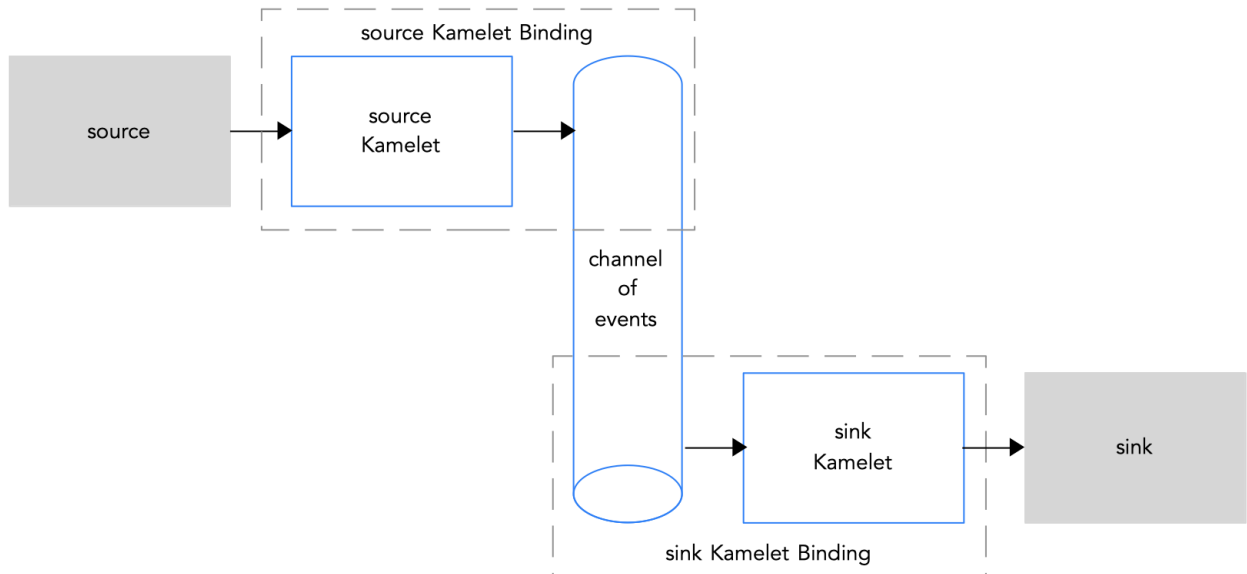 source Kamelet Binding
source
source
Kamelet
channel
of
events
sink
Kamelet
sink
sink Kamelet Binding